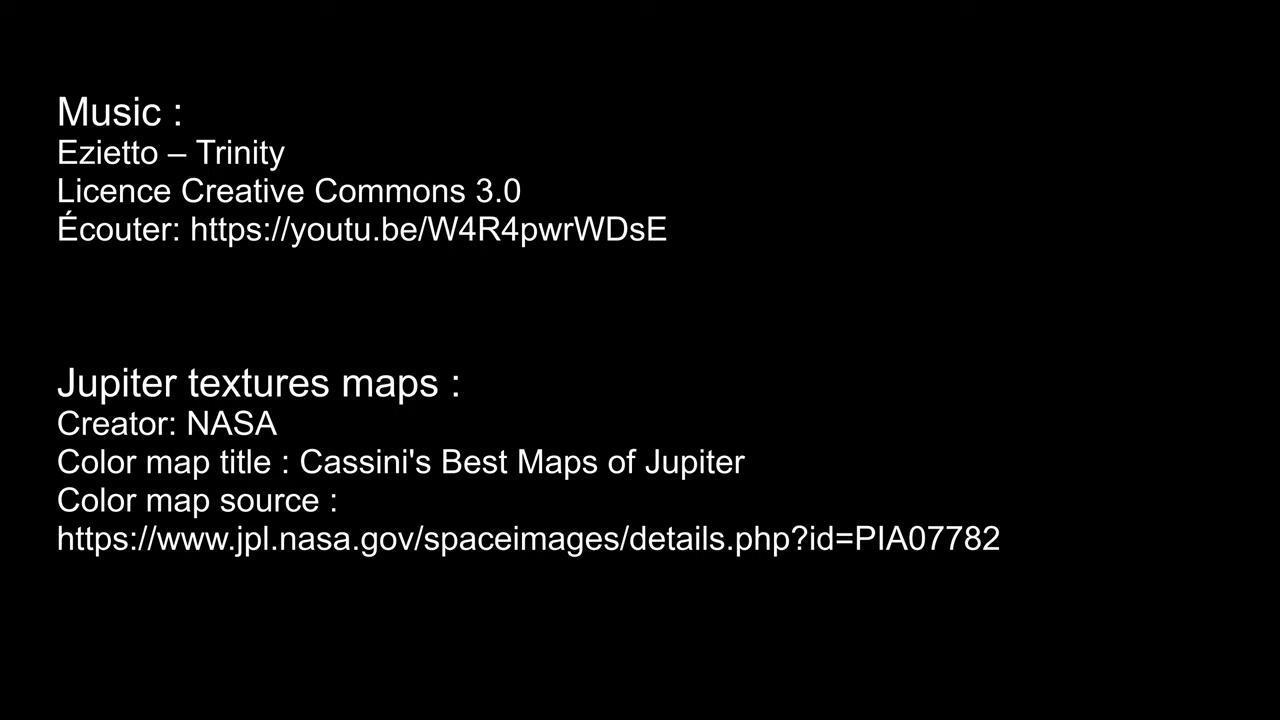 Music :
Ezietto – Trinity
Licence Creative Commons 3.0
Écouter: https://youtu.be/W4R4pwrWDsE
Jupiter textures maps :
Creator: NASA
Color map title : Cassini's Best Maps of Jupiter
Color map source :
https://www.jpl.nasa.gov/spaceimages/details.php?id=PIA07782